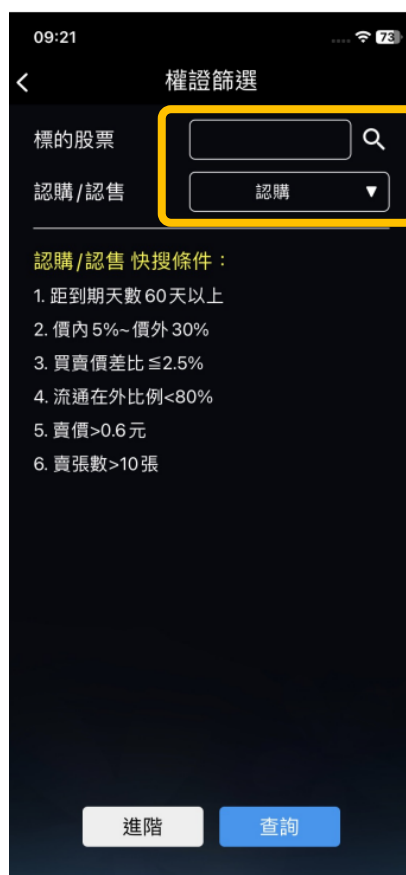 09:21 73
權證篩選
標的股票
認購/認售 認購
認購/認售 快搜條件：
1. 距到期天數60天以上
2. 價內5%~價外30%
3. 買賣價差比≦2.5%
4. 流通在外比例<80%
5. 賣價>0.6元
6. 賣張數>10張
進階 查詢